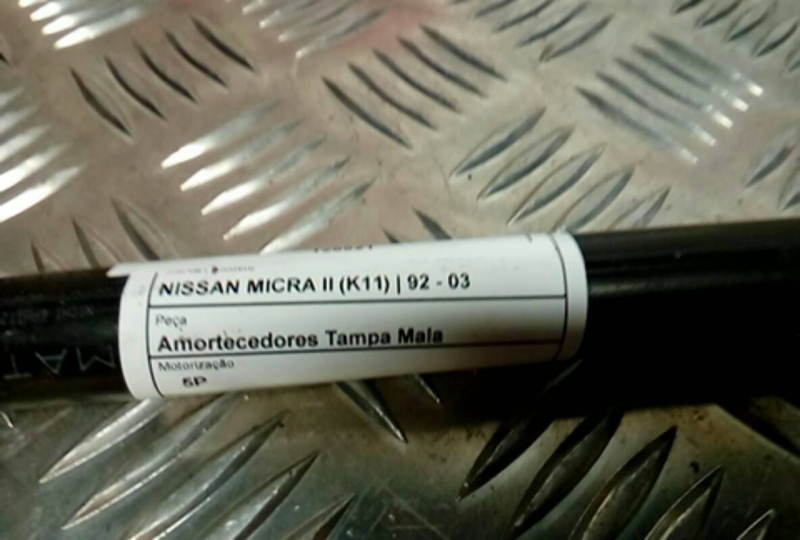 NISSAN MICRA II (K11) | 92 - 03
Peça
Amortecedores Tampa Mala
Motorização
5P